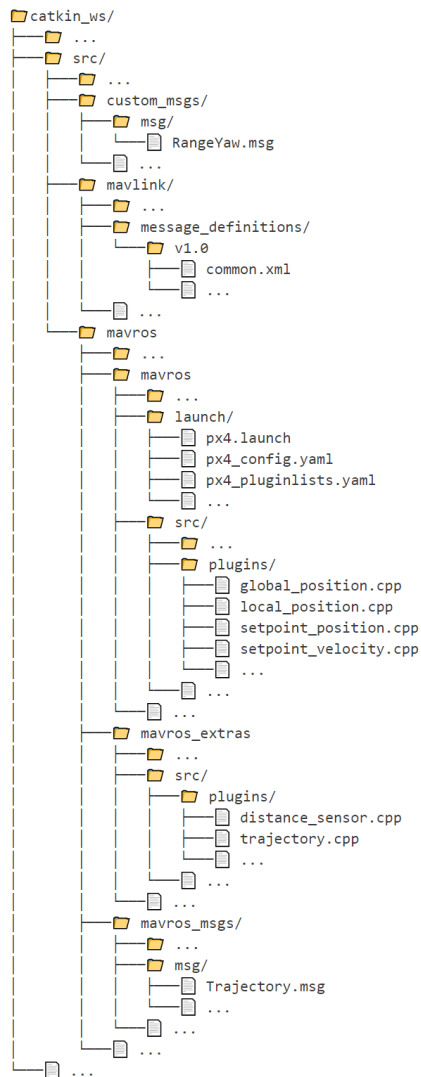 catkin_ws/
...
src/
...
custom_msgs/
msg/
RangeYaw.msg
...
mavlink/
...
message_definitions/
v1.0
common.xml
...
...
mavros
...
mavros
...
launch/
px4.launch
px4_config.yaml
px4_pluginlists.yaml
...
src/
...
plugins/
global_position.cpp
local_position.cpp
setpoint_position.cpp
setpoint_velocity.cpp
...
...
...
mavros_extras
...
src/
plugins/
distance_sensor.cpp
trajectory.cpp
...
...
...
mavros_msgs/
...
msg/
Trajectory.msg
...
...
...
...